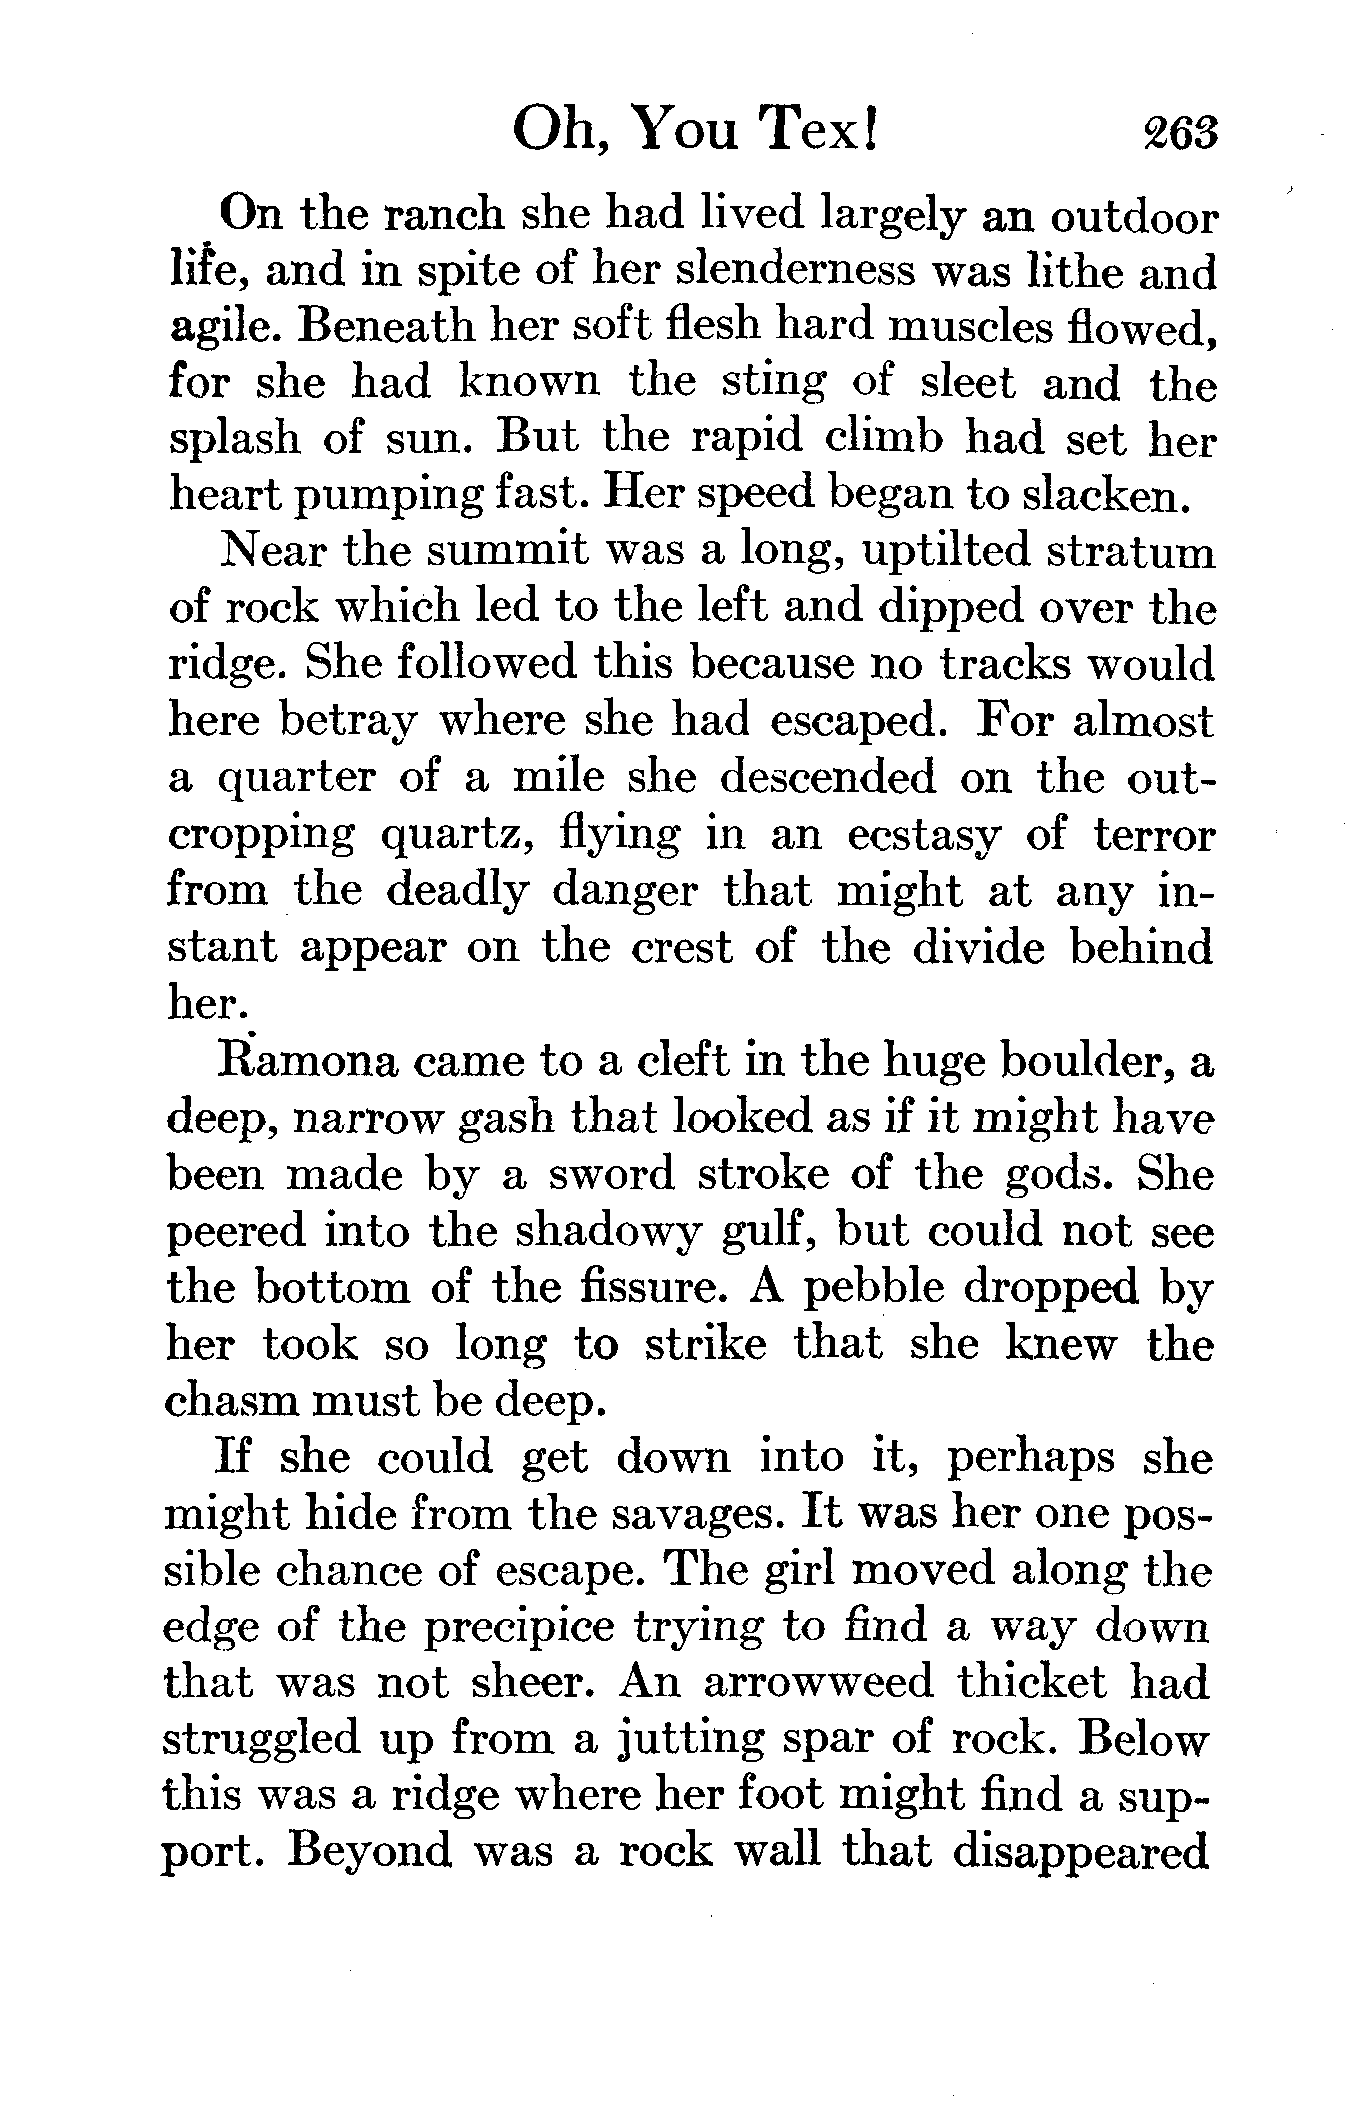 Oh, You Tex! 263
On the ranch she had lived largely an outdoor
life, and in spite of her slenderness was lithe and
agile. Beneath her soft flesh hard muscles flowed,
for she had known the sting of sleet and the
splash of sun. But the rapid climb had set her
heart pumping fast. Her speed began to slacken.
Near the summit was a long, uptilted stratum
of rock which led to the left and dipped over the
ridge. She followed this because no tracks would
here betray where she had escaped. For almost
a quarter of a mile she descended on the out-
cropping quartz, flying in an ecstasy of terror
from the deadly danger that might at any in-
stant appear on the crest of the divide behind
her.
Ramona came to a cleft in the huge boulder, a
deep, narrow gash that looked as if it might have
been made by a sword stroke of the gods. She
peered into the shadowy gulf, but could not see
the bottom of the fissure. A pebble dropped by
her took so long to strike that she knew the
chasm must be deep.
If she could get down into it, perhaps she
might hide from the savages. It was her one pos-
sible chance of escape. The girl moved along the
edge of the precipice trying to find a way down
that was not sheer. An arrowweed thicket had
struggled up from a jutting spar of rock. Below
this was a ridge where her foot might find a sup-
port. Beyond was a rock wall that disappeared